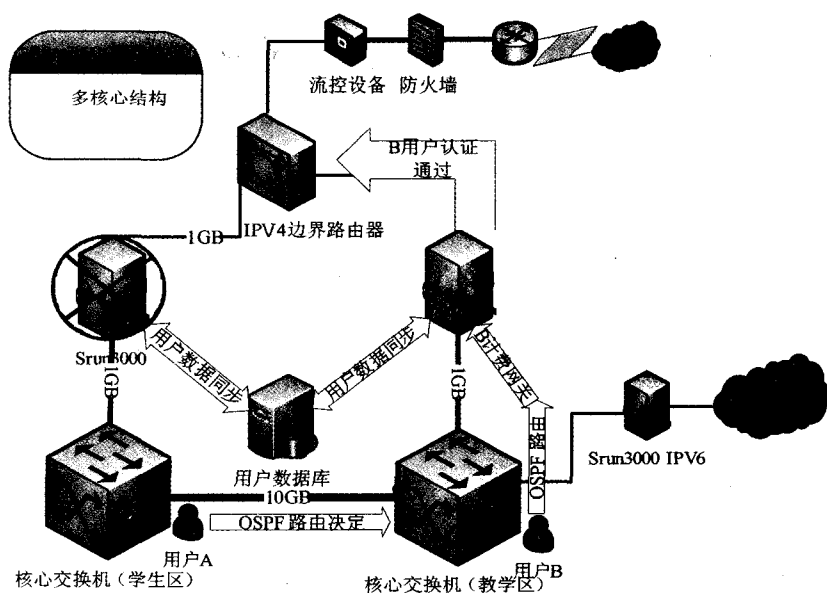 流控设备 防火墙
多核心结构
B用户认证
通过
IPV4边界路由器
1GB
Srun3000
1GB
用户数据同步
用户数据同步
1GB
B计费网关
OSPF路由
Srun3000 IPV6
用户数据库
10GB
OSPF路由决定
用户A
用户B
核心交换机（学生区）
核心交换机（教学区）